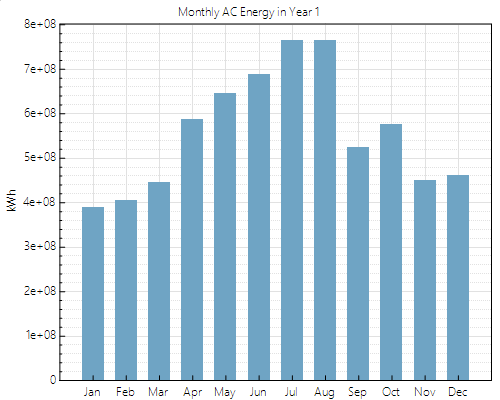 Monthly AC Energy in Year 1
8e+08
7e+08
6e+08
5e+08
4e+08
3e+08
2e+08
1e+08
0
kWh
Jan Feb Mar Apr May Jun Jul Aug Sep Oct Nov Dec